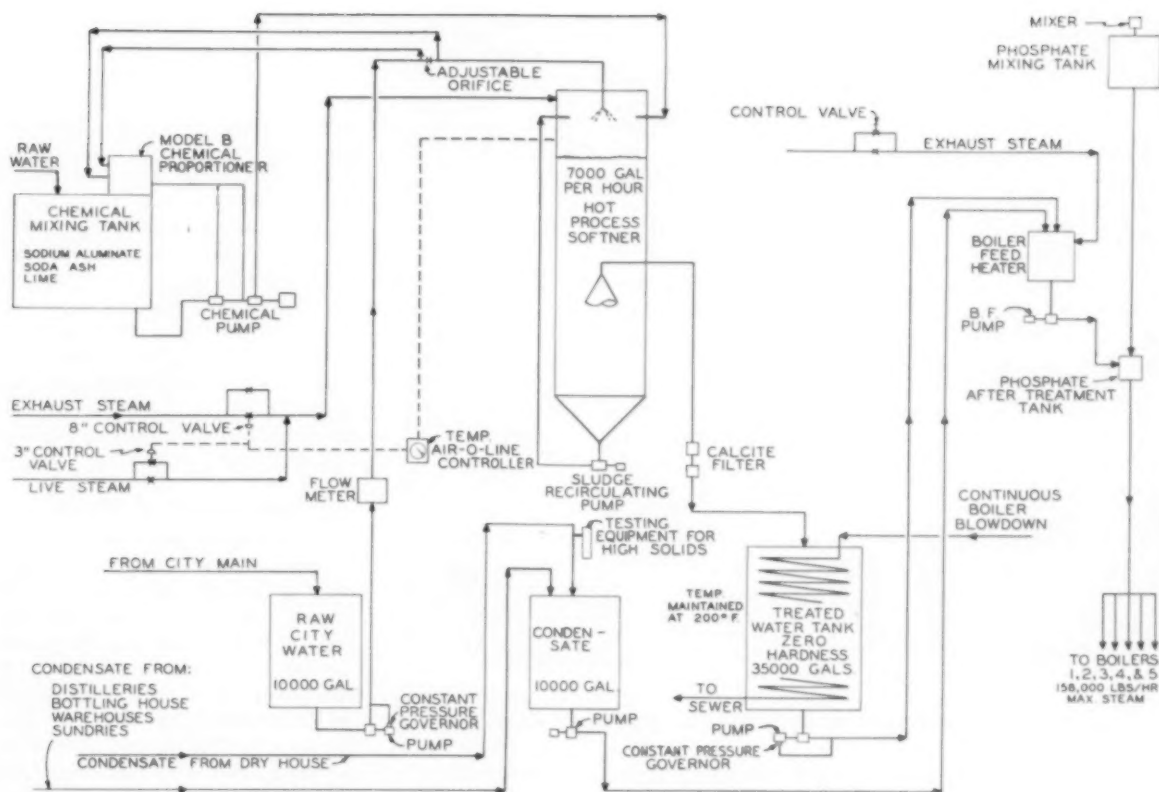 MIXER
PHOSPHATE
MIXING TANK
ADJUSTABLE
ORIFICE
CONTROL VALVE
EXHAUST STEAM
MODEL B
CHEMICAL
PROPORTIONER
RAW
WATER
CHEMICAL
MIXING TANK
SODIUM ALUMINATE
SODA ASH
LIME
CHEMICAL
PUMP
7000 GAL
PER HOUR
HOT
PROCESS
SOFTNER
BOILER
FEED
HEATER
B. F.
PUMP
PHOSPHATE
AFTER TREATMENT
TANK
EXHAUST STEAM
8" CONTROL VALVE
3" CONTROL
VALVE
LIVE STEAM
TEMP.
AIR-O-LINE
CONTROLLER
FLOW
METER
SLUDGE
RECIRCULATING
PUMP
CALCITE
FILTER
TESTING
EQUIPMENT FOR
HIGH SOLIDS
CONTINUOUS
BOILER
BLOWDOWN
FROM CITY MAIN
RAW
CITY
WATER
10000 GAL.
CONDEN-
SATE
10000 GAL.
TEMP.
MAINTAINED
AT 200° F.
TREATED
WATER TANK
ZERO
HARDNESS
35000 GALS.
TO BOILERS
1, 2, 3, 4, & 5
158,000 LBS/HR
MAX. STEAM
CONDENSATE FROM:
DISTILLERIES
BOTTLING HOUSE
WAREHOUSES
SUNDRIES
CONSTANT
PRESSURE
GOVERNOR
PUMP
PUMP
TO
SEWER
PUMP
CONSTANT PRESSURE
GOVERNOR
CONDENSATE FROM DRY HOUSE